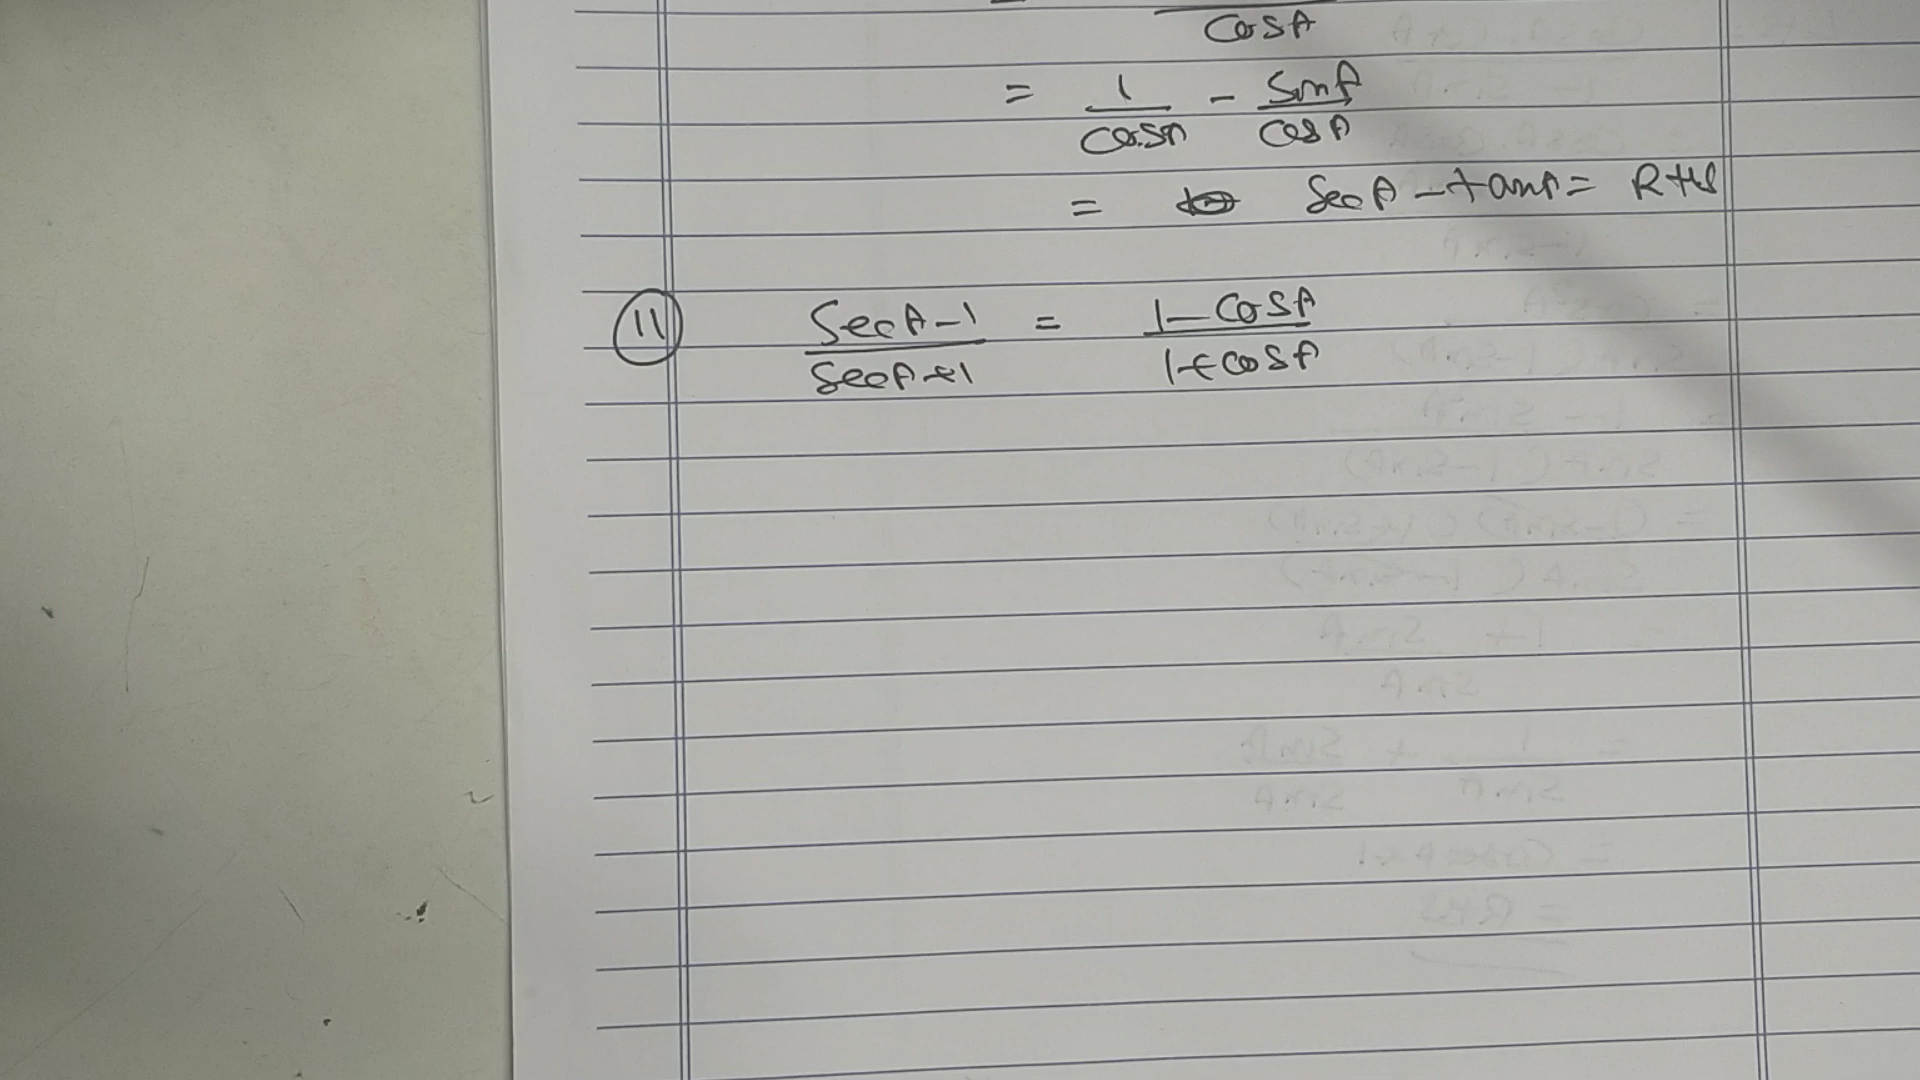 CosA
= 1/CosA - SinA/CosA
= SecA - tanA = RHS
11 SecA-1/SecA+1 = 1-CosA/1+cosA